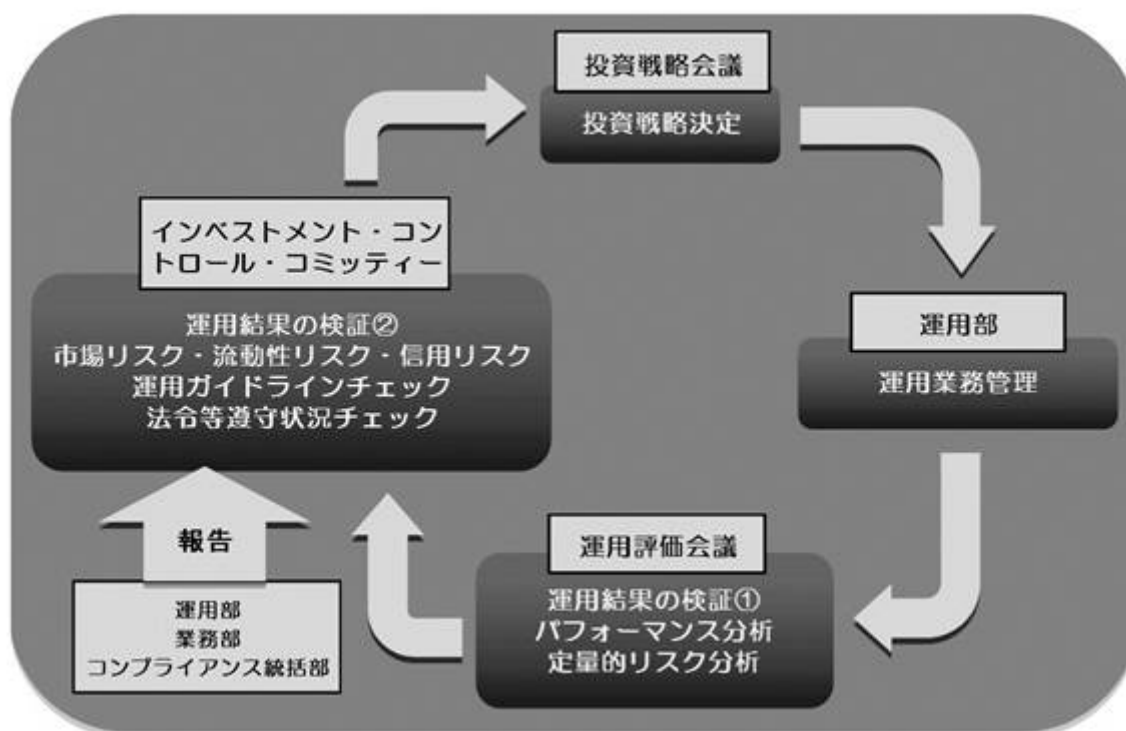 投資戦略会議
投資戦略決定
運用部
運用業務管理
運用評価会議
運用結果の検証①
パフォーマンス分析
定量的リスク分析
インベストメント・コン
トロール・コミッティー
運用結果の検証②
市場リスク・流動性リスク・信用リスク
運用ガイドラインチェック
法令等遵守状況チェック
報告
運用部
業務部
コンプライアンス統括部